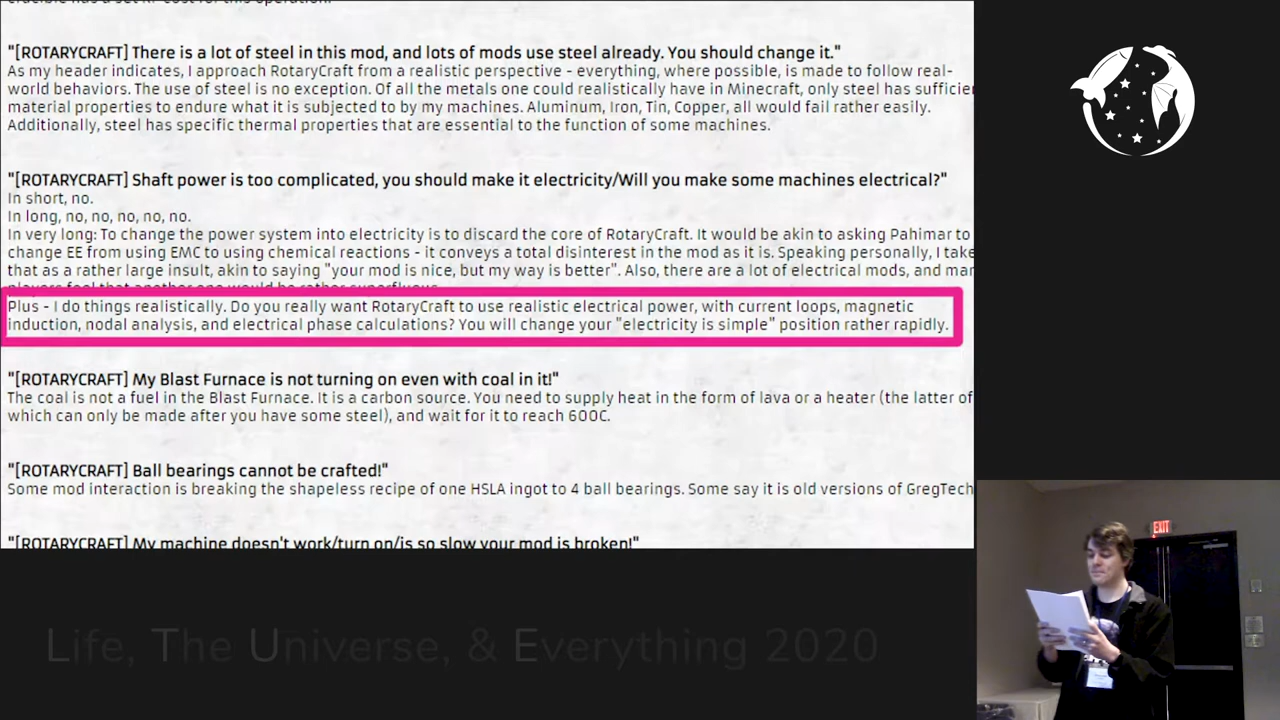 "[ROTARYCRAFT] There is a lot of steel in this mod, and lots of mods use steel already. You should change it."
As my header indicates, I approach RotaryCraft from a realistic perspective - everything, where possible, is made to follow real-
world behaviors. The use of steel is no exception. Of all the metals one could realistically have in Minecraft, only steel has sufficien
material properties to endure what it is subjected to by my machines. Aluminum, Iron, Tin, Copper, all would fail rather easily.
Additionally, steel has specific thermal properties that are essential to the function of some machines.
"[ROTARYCRAFT] Shaft power is too complicated, you should make it electricity/Will you make some machines electrical?"
In short, no.
In long, no, no, no, no, no.
In very long: To change the power system into electricity is to discard the core of RotaryCraft. It would be akin to asking Pahimar to
change EE from using EMC to using chemical reactions - it conveys a total disinterest in the mod as it is. Speaking personally, I take
that as a rather large insult, akin to saying "your mod is nice, but my way is better". Also, there are a lot of electrical mods, and man
Plus - I do things realistically. Do you really want RotaryCraft to use realistic electrical power, with current loops, magnetic
induction, nodal analysis, and electrical phase calculations? You will change your "electricity is simple" position rather rapidly.
"[ROTARYCRAFT] My Blast Furnace is not turning on even with coal in it!"
The coal is not a fuel in the Blast Furnace. It is a carbon source. You need to supply heat in the form of lava or a heater (the latter of
which can only be made after you have some steel), and wait for it to reach 600C.
"[ROTARYCRAFT] Ball bearings cannot be crafted!"
Some mod interaction is breaking the shapeless recipe of one HSLA ingot to 4 ball bearings. Some say it is old versions of GregTech
"[ROTARYCRAFT] My machine doesn't work/turn on/is so slow your mod is broken!"
EXIT
Life, The Universe, & Everything 2020